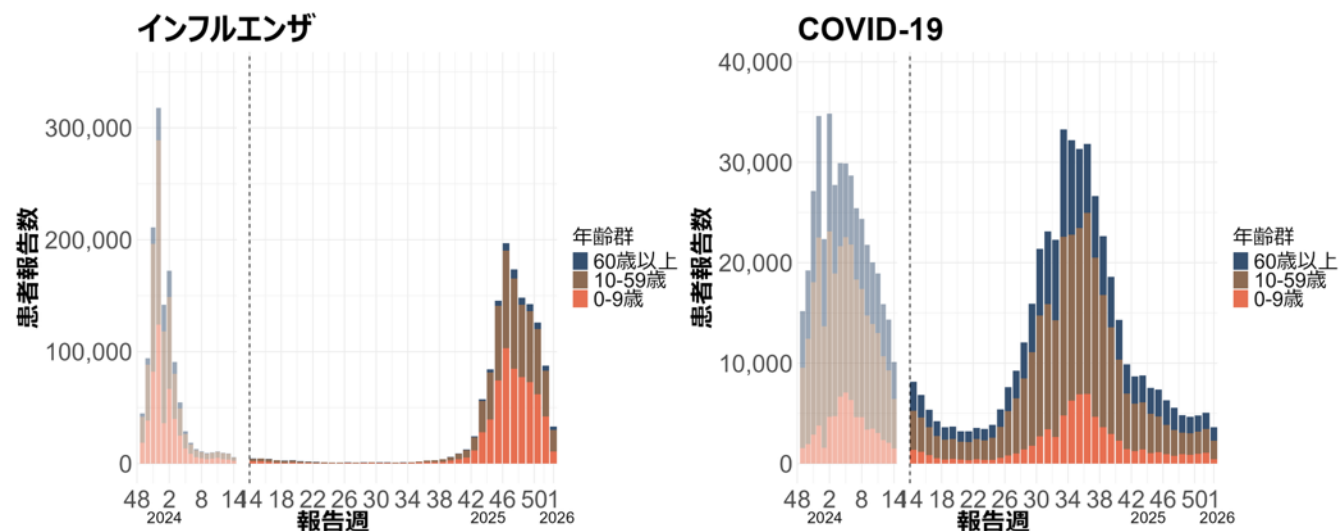 インフルエンザ
患者報告数
300,000
200,000
100,000
0
48 2 8 14 14 18 22 26 30 34 38 42 46 50 1
2024 2025 2026
報告週
年齢群
60歳以上
10-59歳
0-9歳
COVID-19
患者報告数
40,000
30,000
20,000
10,000
0
48 2 8 14 14 18 22 26 30 34 38 42 46 50 1
2024 2025 2026
報告週
年齢群
60歳以上
10-59歳
0-9歳